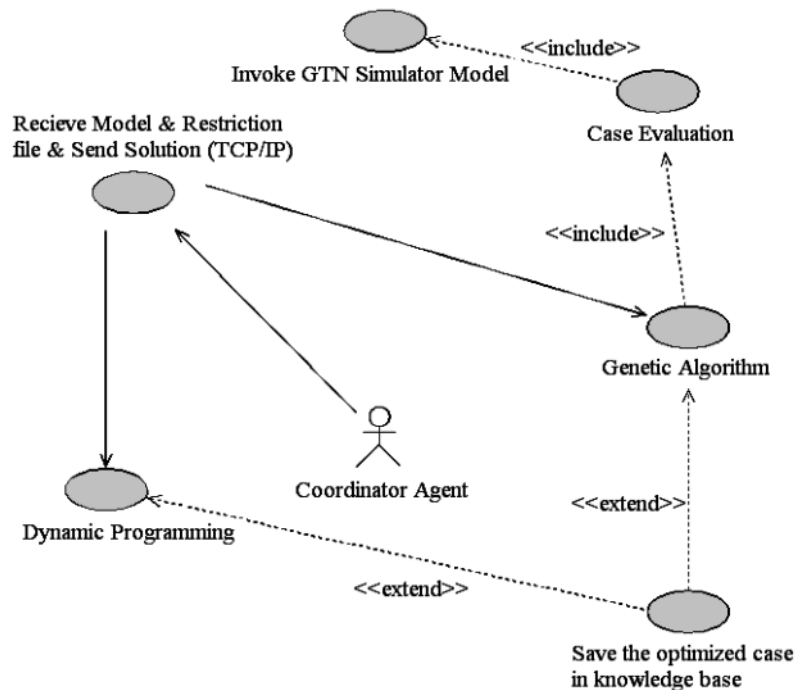 <<include>>
Invoke GTN Simulator Model
Case Evaluation
Recieve Model & Restriction
file & Send Solution (TCP/IP)
<<include>>
Genetic Algorithm
Coordinator Agent
Dynamic Programming
<<extend>>
<<extend>>
Save the optimized case
in knowledge base